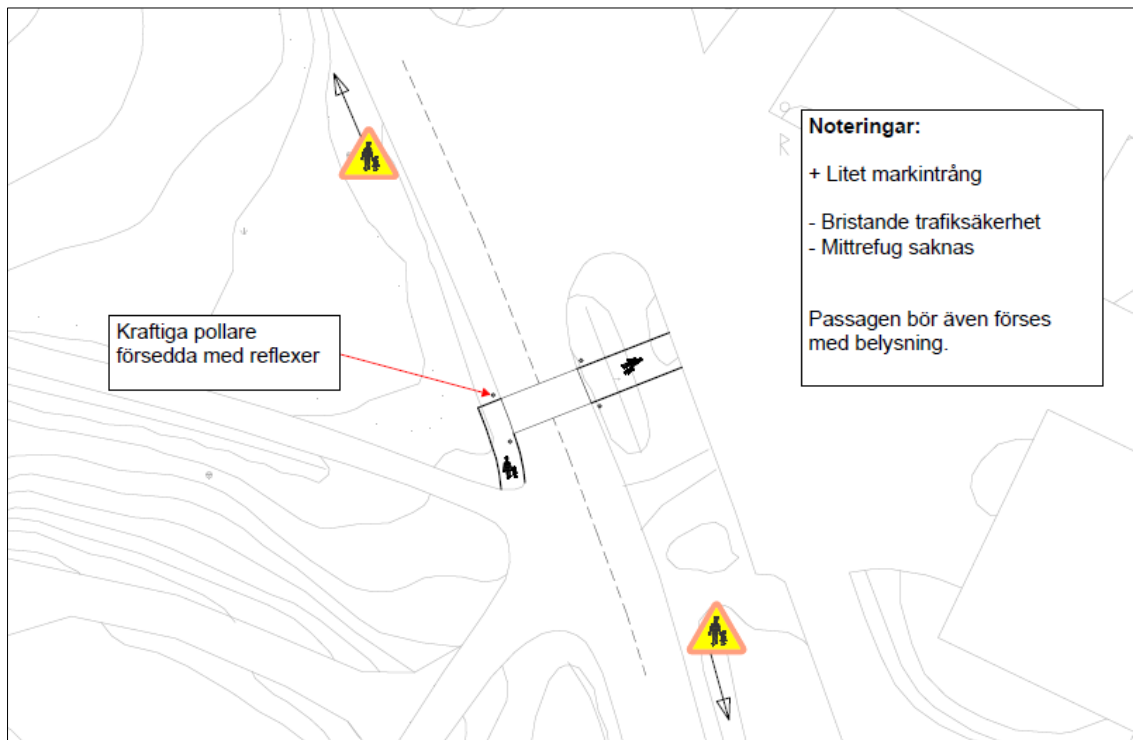 Noteringar:
+ Litet markintrång
- Bristande trafiksäkerhet
- Mittrefug saknas
Passagen bör även förses
med belysning.
Kraftiga pollare
försedda med reflexer